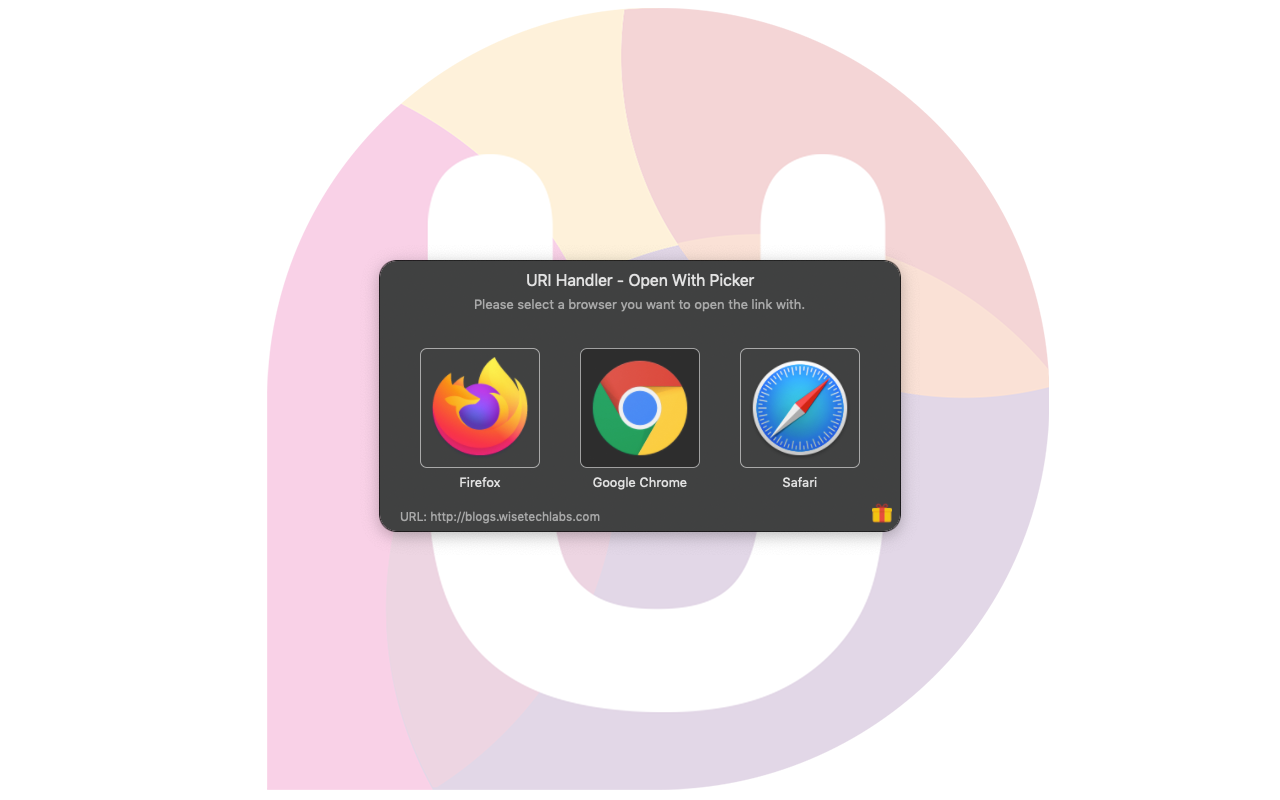 URI Handler - Open With Picker
Please select a browser you want to open the link with.
Firefox
Google Chrome
Safari
URL: http://blogs.wisetechlabs.com